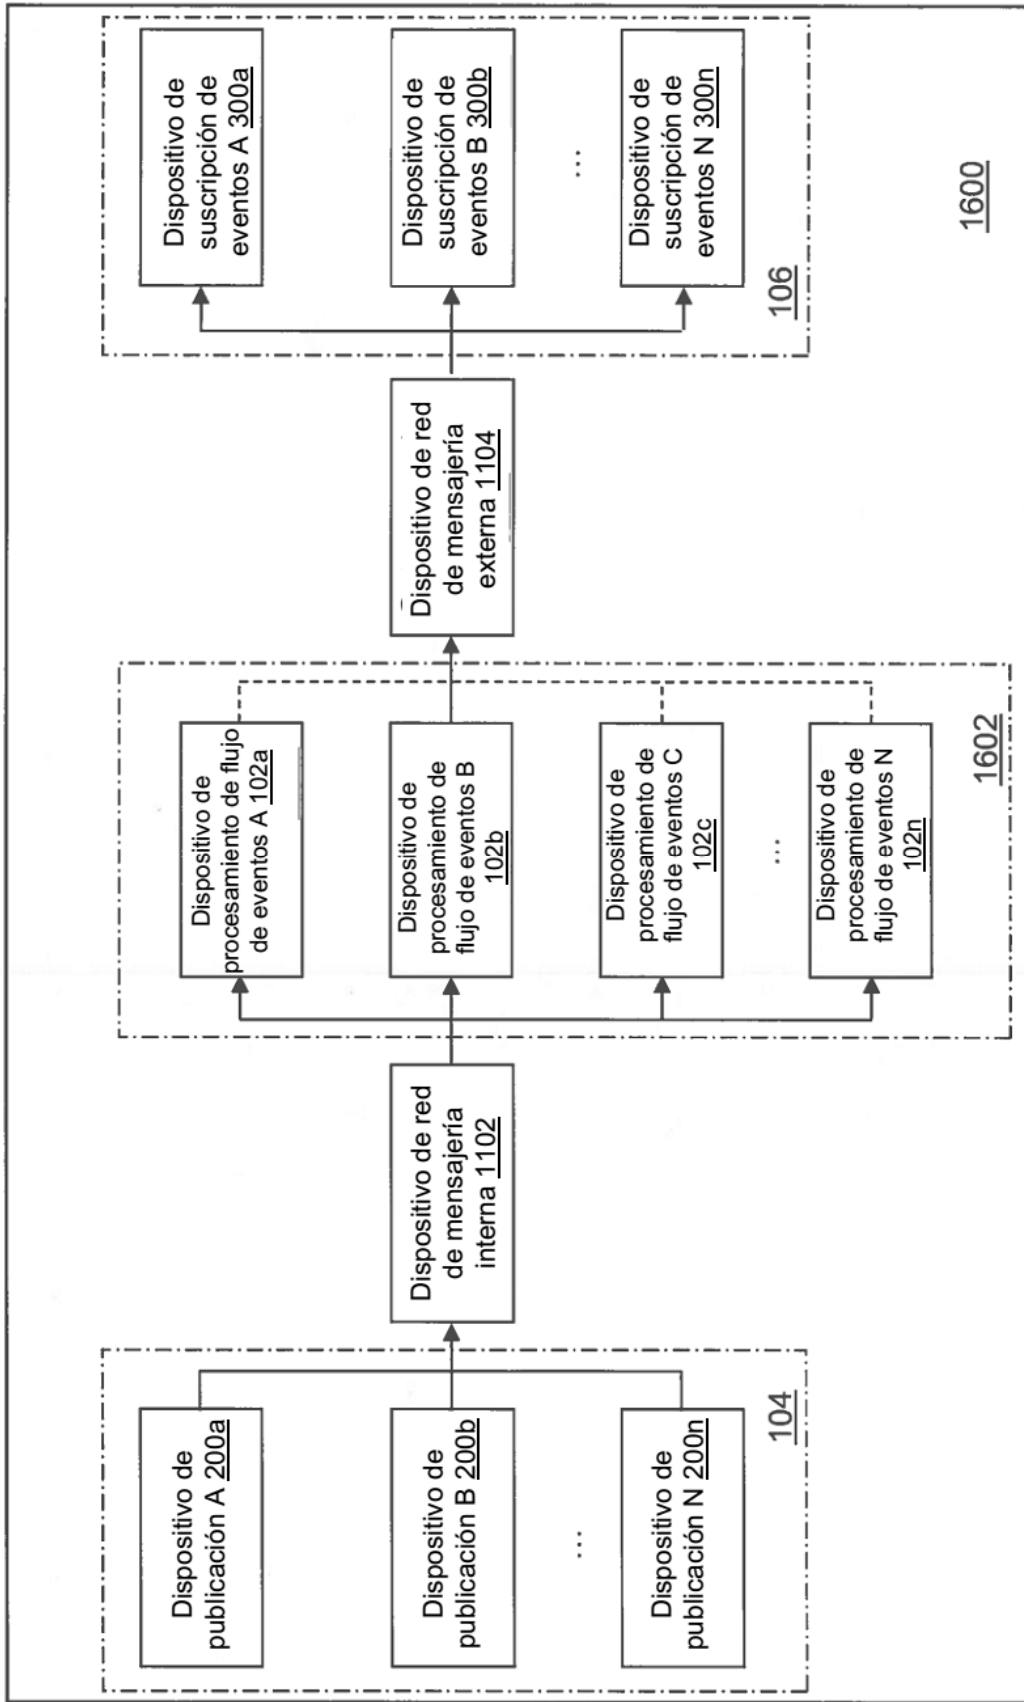 Dispositivo de
publicación A 200a
Dispositivo de
publicación B 200b
...
Dispositivo de
publicación N 200n
104
Dispositivo de red
de mensajería
interna 1102
Dispositivo de
procesamiento de flujo
de eventos A 102a
Dispositivo de
procesamiento de
flujo de eventos B
102b
Dispositivo de
procesamiento de
flujo de eventos C
102c
...
Dispositivo de
procesamiento de
flujo de eventos N
102n
1602
Dispositivo de red
de mensajería
externa 1104
Dispositivo de
suscripción de
eventos A 300a
Dispositivo de
suscripción de
eventos B 300b
...
Dispositivo de
suscripción de
eventos N 300n
106
1600